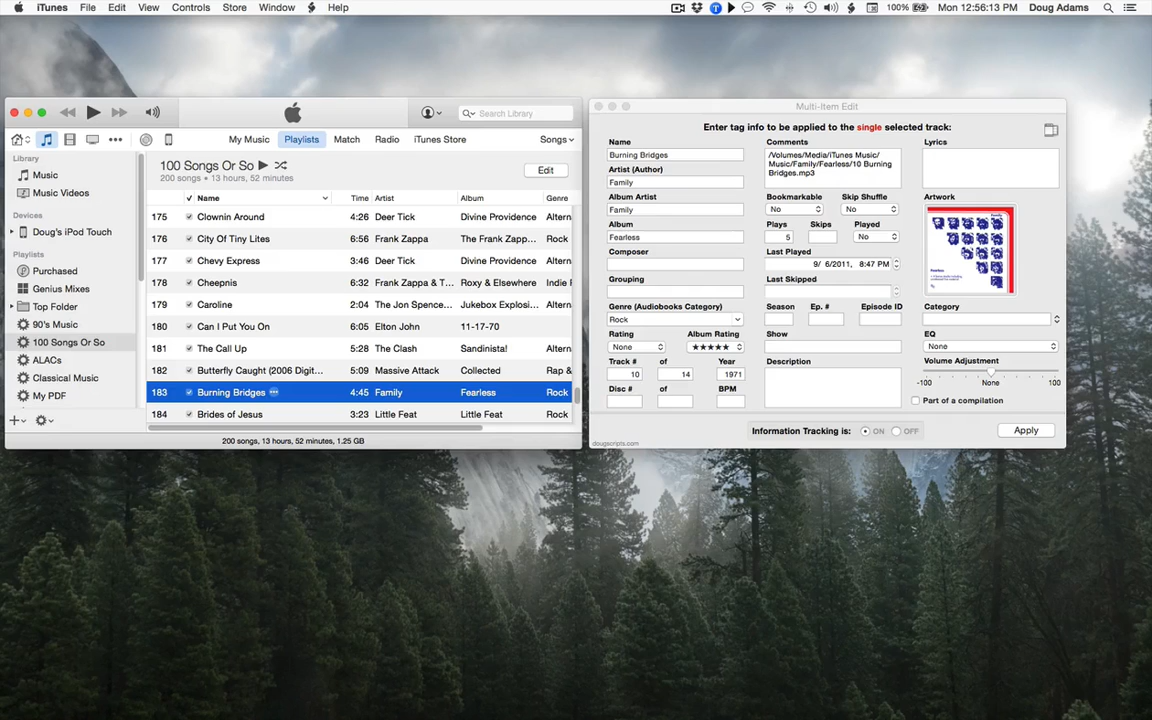 iTunes File Edit View Controls Store Window Help
100% Mon 12:56:13 PM Doug Adams
Search Library
My Music Playlists Match Radio iTunes Store Songs
Library
Music
Music Videos
Devices
Doug's iPod Touch
Playlists
Purchased
Genius Mixes
Top Folder
90's Music
100 Songs Or So
ALACs
Classical Music
My PDF
100 Songs Or So
200 songs • 13 hours, 52 minutes
Edit
✓ Name Time Artist Album Genre
175 Clownin Around 4:26 Deer Tick Divine Providence Altern
176 City Of Tiny Lites 6:56 Frank Zappa The Frank Zapp... Rock
177 Chevy Express 3:46 Deer Tick Divine Providence Altern
178 Cheepnis 6:32 Frank Zappa & T... Roxy & Elsewhere Indie
179 Caroline 2:04 The Jon Spence... Jukebox Explosi... Altern
180 Can I Put You On 6:05 Elton John 11-17-70
181 The Call Up 5:28 The Clash Sandinista! Altern
182 Butterfly Caught (2006 Digit... 5:09 Massive Attack Collected Rap &
183 Burning Bridges 4:45 Family Fearless Rock
184 Brides of Jesus 3:23 Little Feat Little Feat Altern
200 songs, 13 hours, 52 minutes, 1.25 GB
Multi-Item Edit
Enter tag info to be applied to the single selected track:
Name
Burning Bridges
Artist (Author)
Family
Album Artist
Family
Album
Fearless
Composer
Grouping
Genre (Audiobooks Category)
Rock
Rating Album Rating
None ★★★★★
Track # of Year
10 14 1971
Disc # of BPM
Comments
/Volumes/Media/iTunes Music/
Music/Family/Fearless/10 Burning
Bridges.mp3
Bookmarkable Skip Shuffle
No No
Plays Skips Played
5 No
Last Played
9/ 6/2011, 8:47 PM
Last Skipped
Season Ep. # Episode ID
Show
Description
Lyrics
Artwork
Category
EQ
None
Volume Adjustment
-100 None 100
Part of a compilation
Information Tracking is: ON OFF
Apply
dougscripts.com